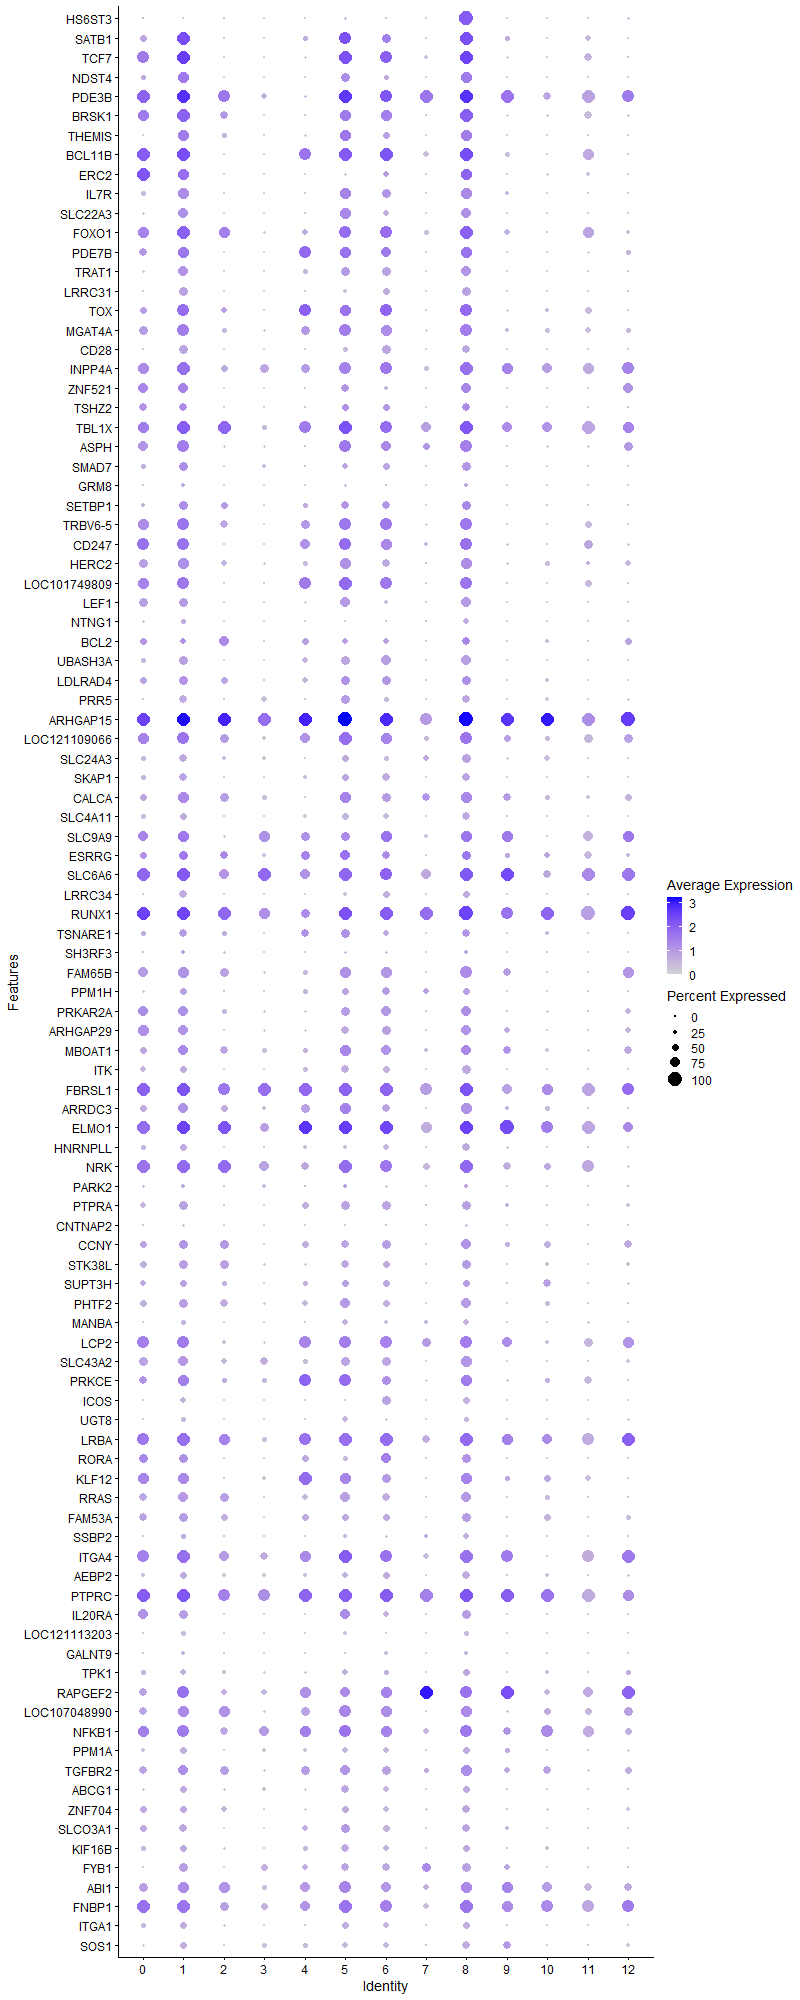 HS6ST3
SATB1
TCF7
NDST4
PDE3B
BRSK1
THEMIS
BCL11B
ERC2
IL7R
SLC22A3
FOXO1
PDE7B
TRAT1
LRRC31
TOX
MGAT4A
CD28
INPP4A
ZNF521
TSHZ2
TBL1X
ASPH
SMAD7
GRM8
SETBP1
TRBV6-5
CD247
HERC2
LOC101749809
LEF1
NTNG1
BCL2
UBASH3A
LDLRAD4
PRR5
ARHGAP15
LOC121109066
SLC24A3
SKAP1
CALCA
SLC4A11
SLC9A9
ESRRG
SLC6A6
LRRC34
RUNX1
TSNARE1
SH3RF3
FAM65B
PPM1H
PRKAR2A
ARHGAP29
MBOAT1
ITK
FBRSL1
ARRDC3
ELMO1
HNRNPLL
NRK
PARK2
PTPRA
CNTNAP2
CCNY
STK38L
SUPT3H
PHTF2
MANBA
LCP2
SLC43A2
PRKCE
ICOS
UGT8
LRBA
RORA
KLF12
RRAS
FAM53A
SSBP2
ITGA4
AEBP2
PTPRC
IL20RA
LOC121113203
GALNT9
TPK1
RAPGEF2
LOC107048990
NFKB1
PPM1A
TGFBR2
ABCG1
ZNF704
SLCO3A1
KIF16B
FYB1
ABI1
FNBP1
ITGA1
SOS1
Features
0 1 2 3 4 5 6 7 8 9 10 11 12
Identity
Average Expression
3
2
1
0
Percent Expressed
0
25
50
75
100